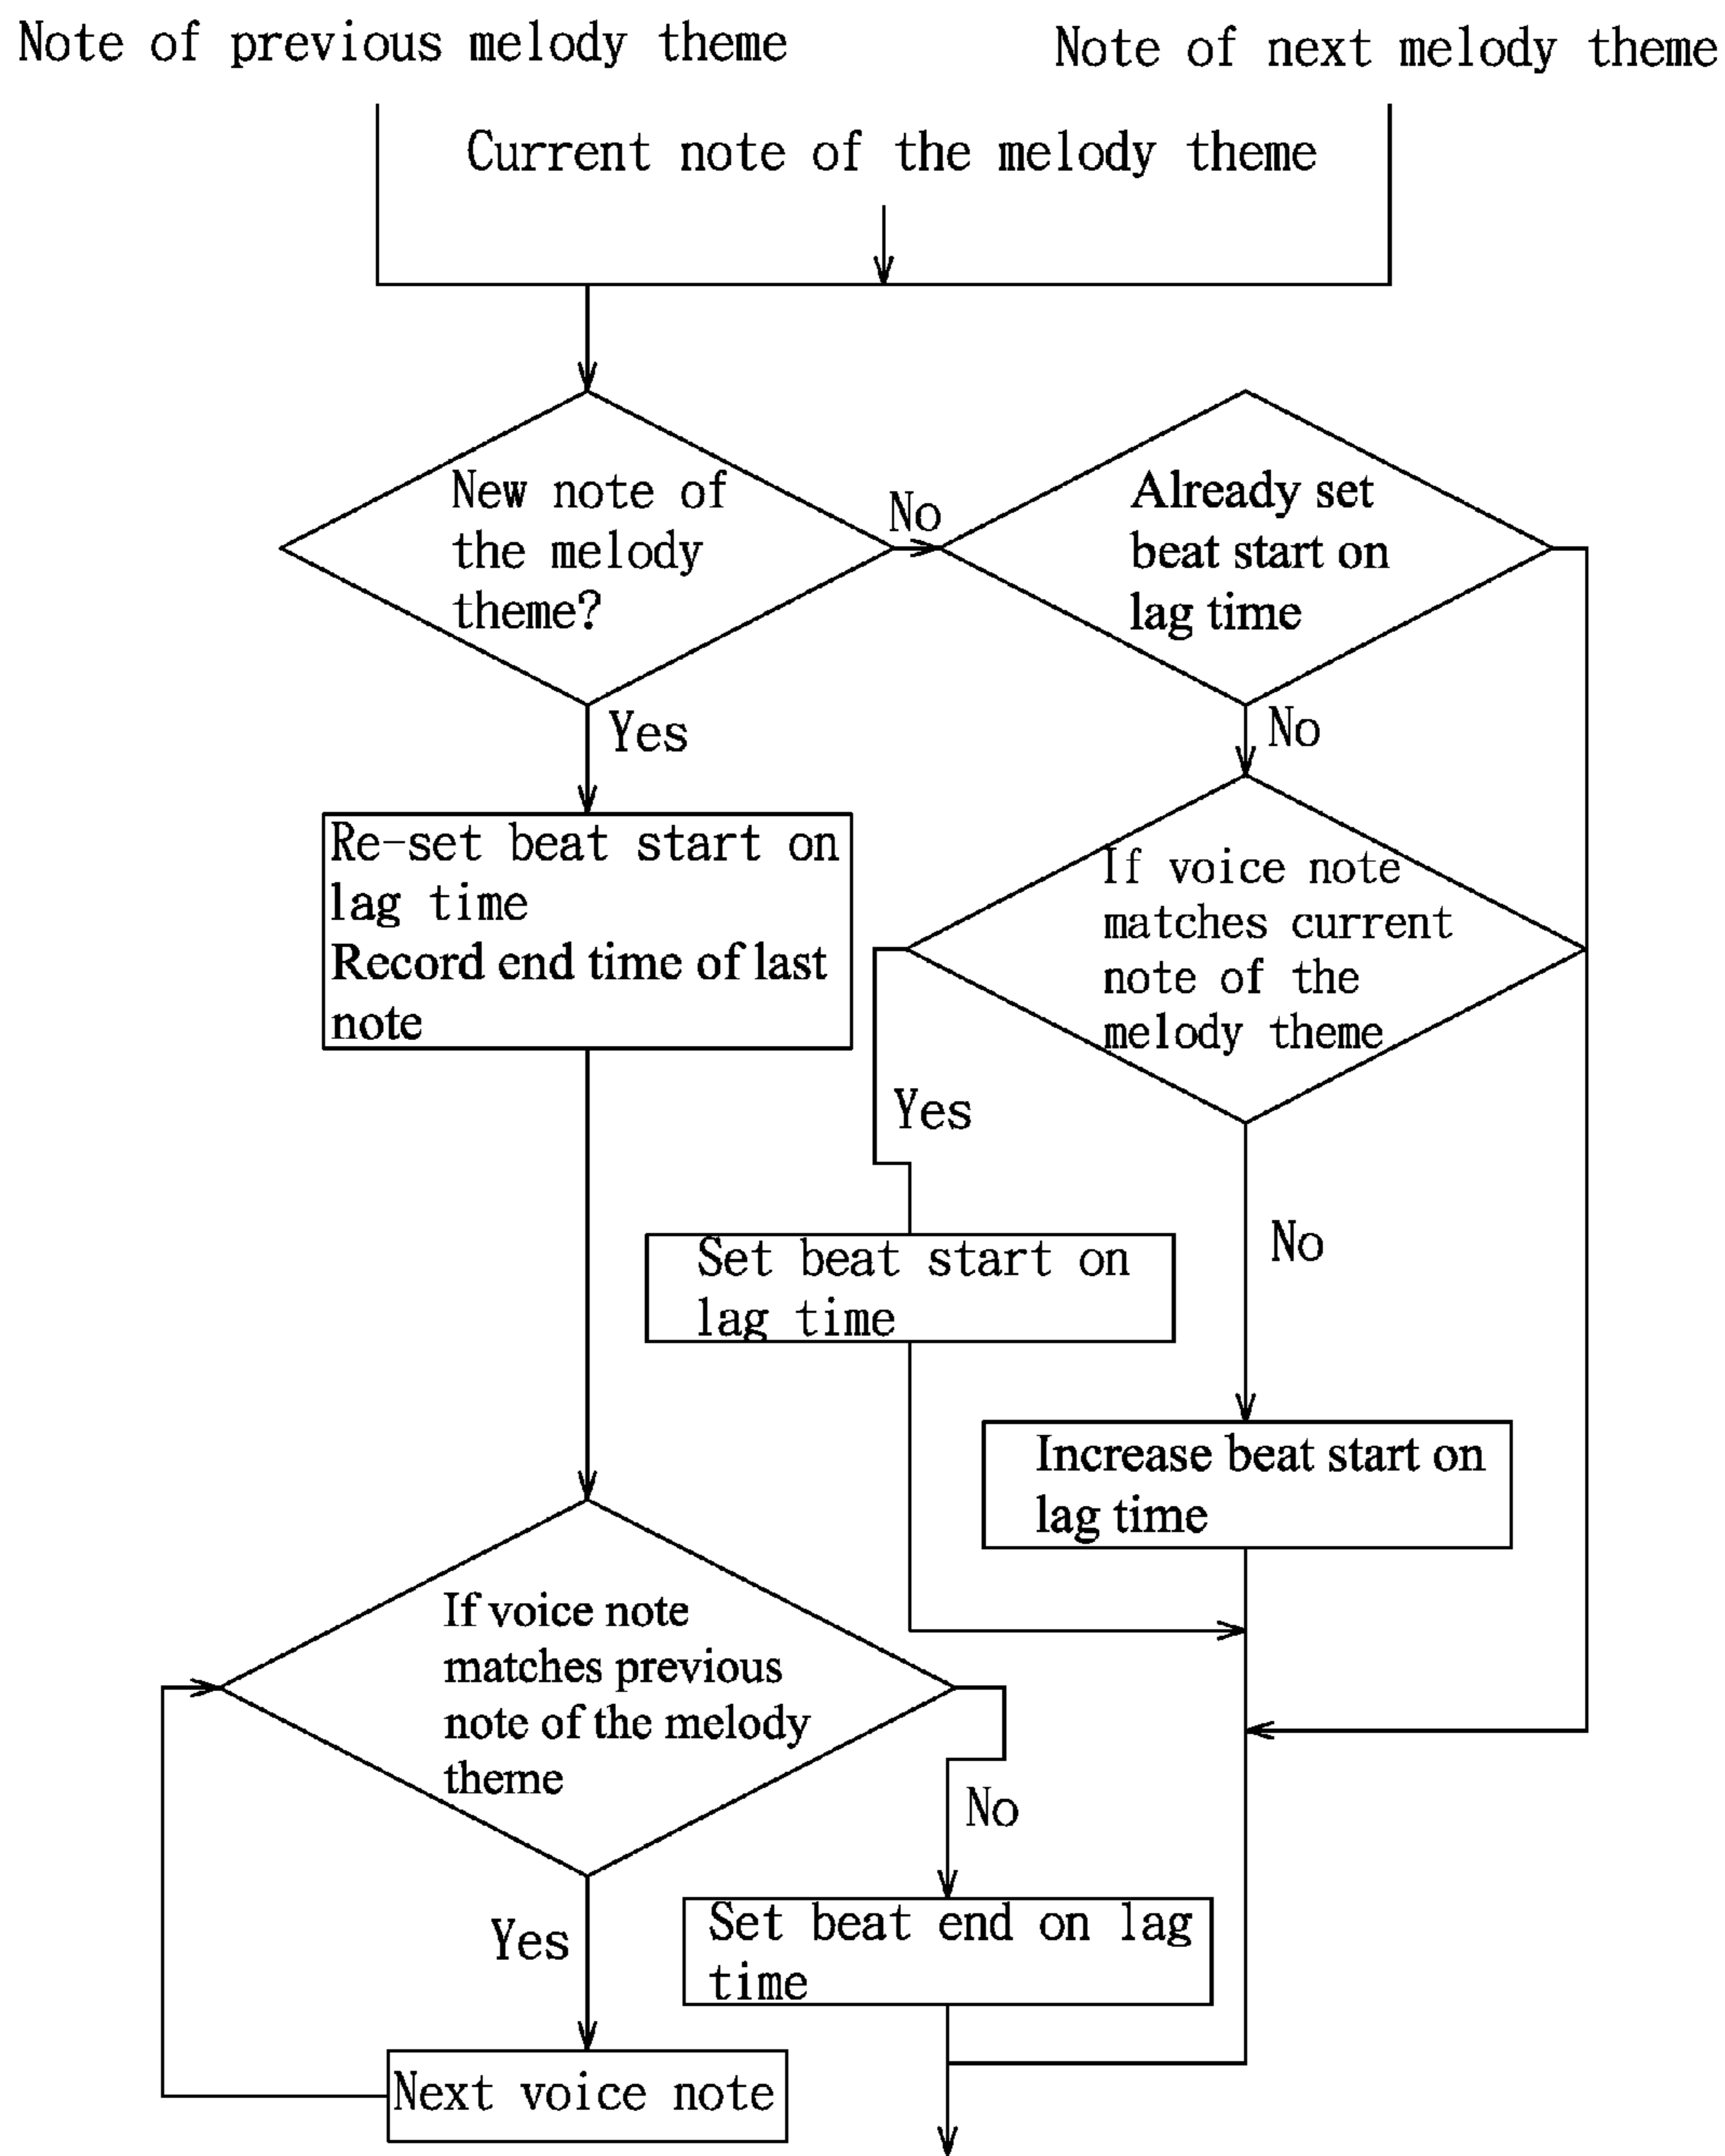 Note of previous melody theme
Note of next melody theme
Current note of the melody theme
New note of
the melody
theme?
No
Already set
beat start on
lag time
Yes
No
Re-set beat start on
lag time
Record end time of last
note
If voice note
matches current
note of the
melody theme
Yes
No
Set beat start on
lag time
Increase beat start on
lag time
If voice note
matches previous
note of the melody
theme
No
Yes
Set beat end on lag
time
Next voice note